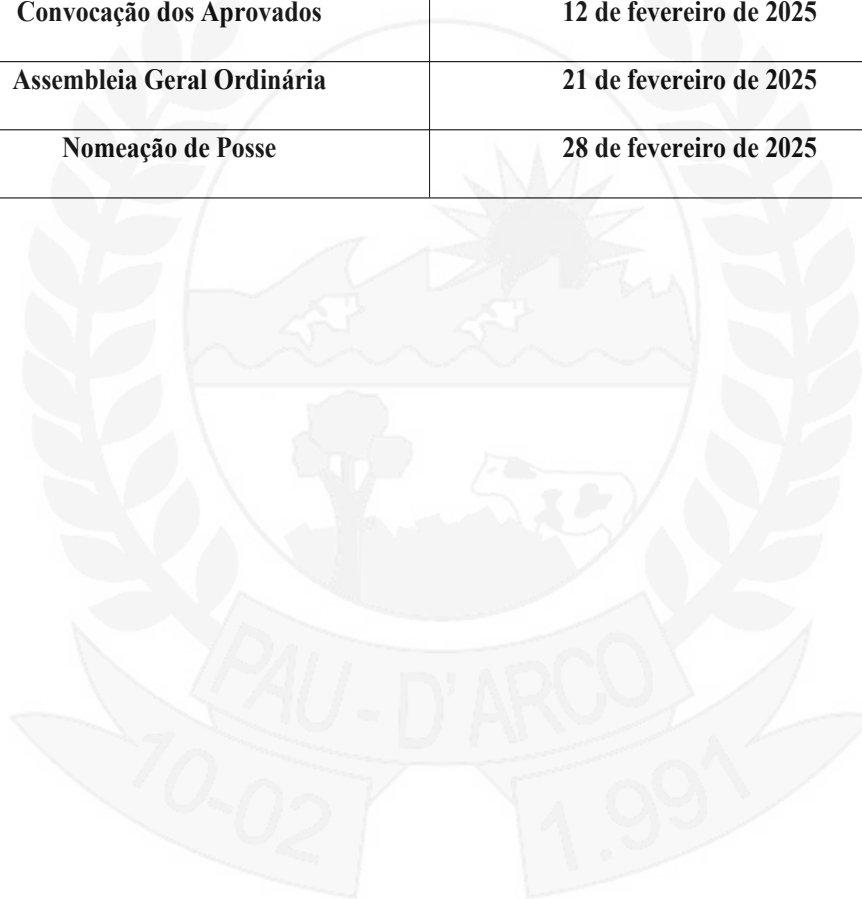 Convocação dos Aprovados 12 de fevereiro de 2025
Assembleia Geral Ordinária 21 de fevereiro de 2025
Nomeação de Posse 28 de fevereiro de 2025
PAU - D'ARCO
10-02 1.991